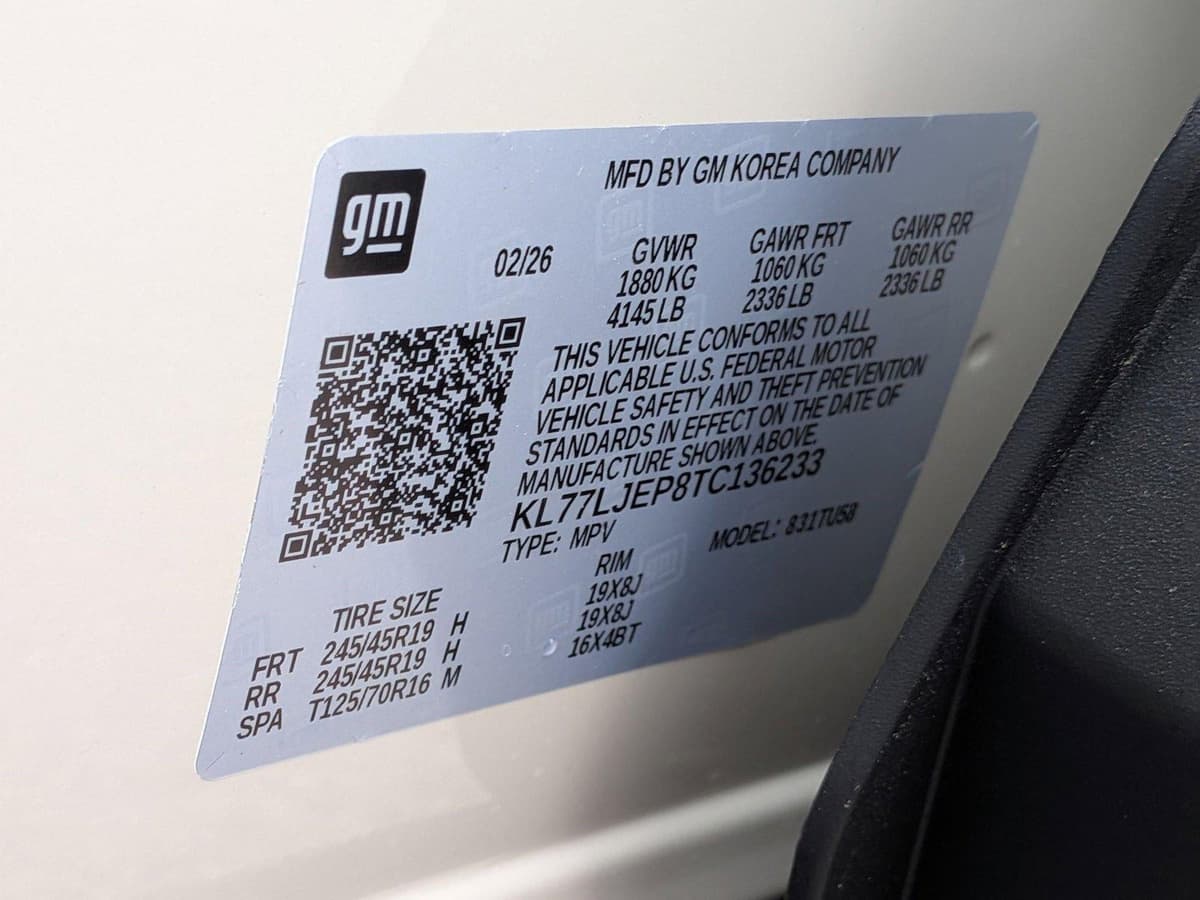 MFD BY GM KOREA COMPANY
gm
02/26 GVWR GAWR FRT GAWR RR
1880 KG 1060 KG 1060 KG
4145 LB 2336 LB 2336 LB
THIS VEHICLE CONFORMS TO ALL
APPLICABLE U.S. FEDERAL MOTOR
VEHICLE SAFETY AND THEFT PREVENTION
STANDARDS IN EFFECT ON THE DATE OF
MANUFACTURE SHOWN ABOVE.
KL77LJEP8TC136233
TYPE: MPV MODEL: 831TU58
TIRE SIZE RIM
FRT 245/45R19 H 19X8J
RR 245/45R19 H 19X8J
SPA T125/70R16 M 16X4BT